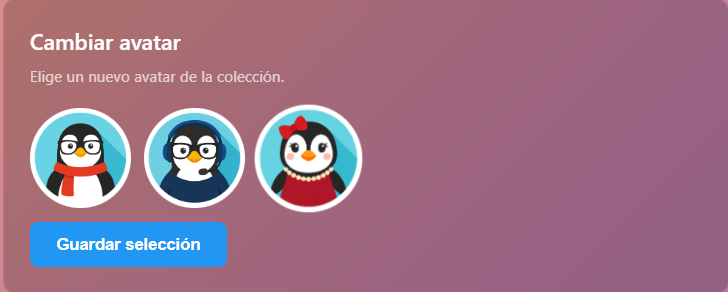 Cambiar avatar
Elige un nuevo avatar de la colección.
Guardar selección